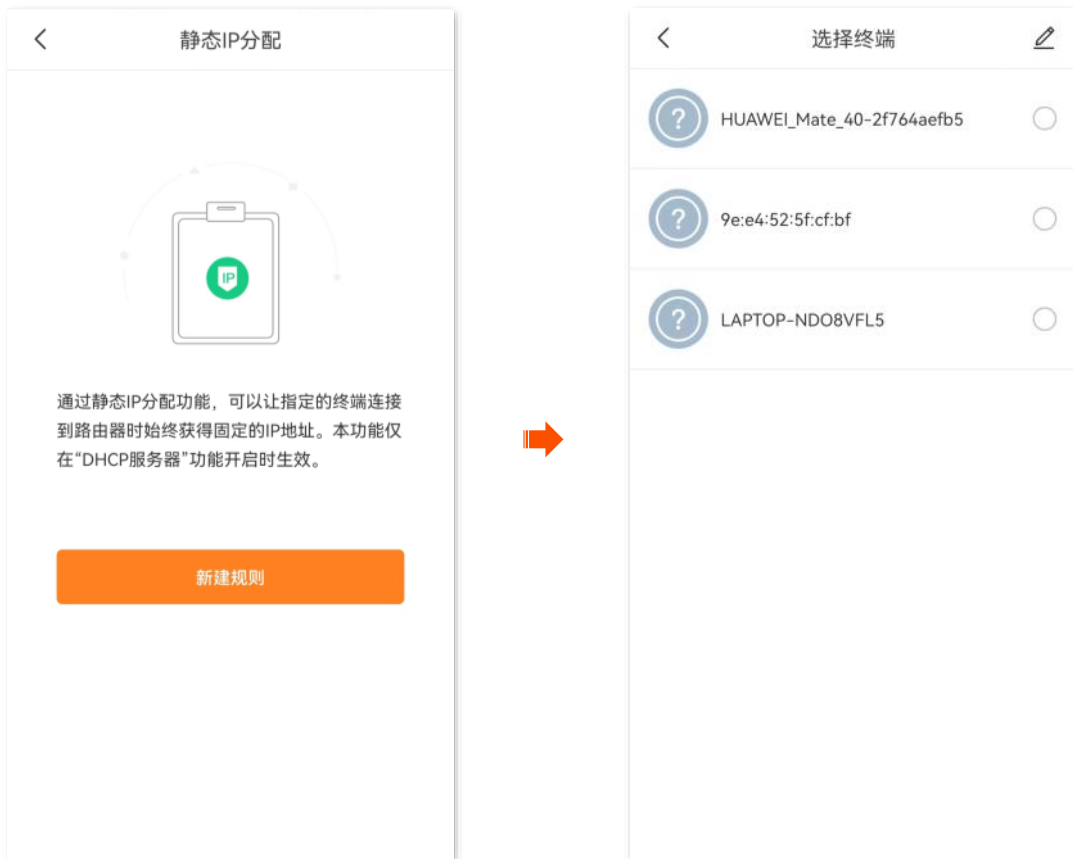 静态IP分配
IP
通过静态IP分配功能，可以让指定的终端连接
到路由器时始终获得固定的IP地址。本功能仅
在“DHCP服务器”功能开启时生效。
新建规则
选择终端
?
HUAWEI_Mate_40-2f764aefb5
?
9e:e4:52:5f:cf:bf
?
LAPTOP-NDO8VFL5